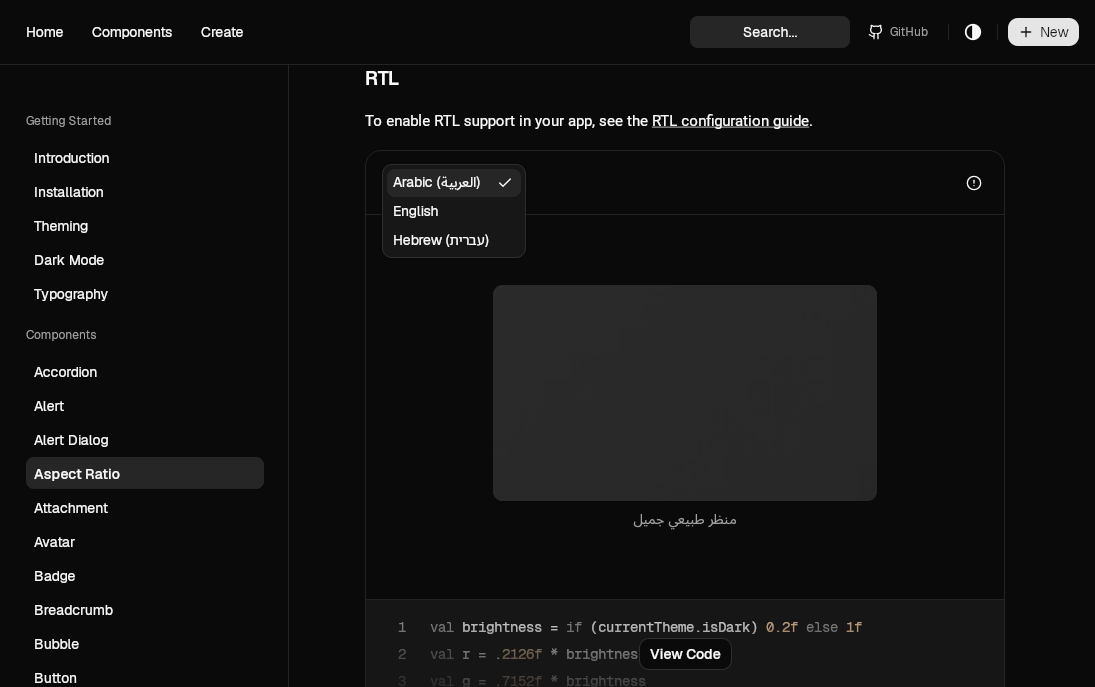 Home Components Create Search... GitHub New
Getting Started
Introduction
Installation
Theming
Dark Mode
Typography
Components
Accordion
Alert
Alert Dialog
Aspect Ratio
Attachment
Avatar
Badge
Breadcrumb
Bubble
Button
RTL
To enable RTL support in your app, see the RTL configuration guide.
Arabic (العربية)
English
Hebrew (עברית)
منظر طبيعي جميل
1 val brightness = if (currentTheme.isDark) 0.2f else 1f
2 val r = .2126f * brightnes
View Code
3 val g = .7152f * brightness